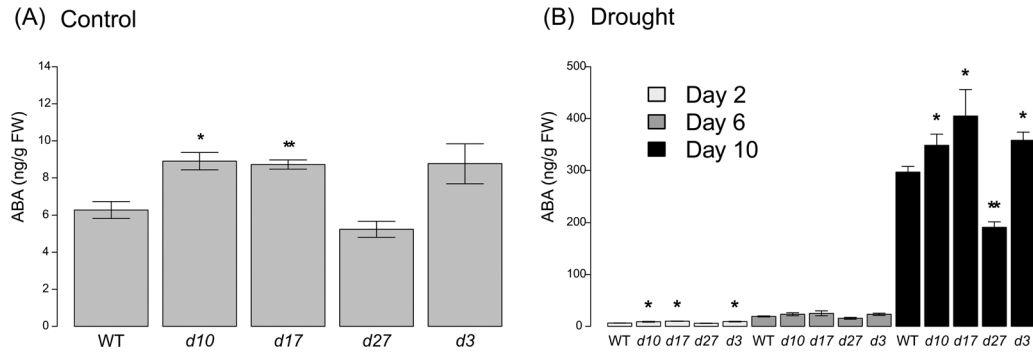 (A) Control
14
12
10
8
6
4
2
0
ABA (ng/g FW)
*
**
WT d10 d17 d27 d3
(B) Drought
500
400
300
200
100
0
ABA (ng/g FW)
Day 2
Day 6
Day 10
* * *
* * ** *
WT d10 d17 d27 d3 WT d10 d17 d27 d3 WT d10 d17 d27 d3